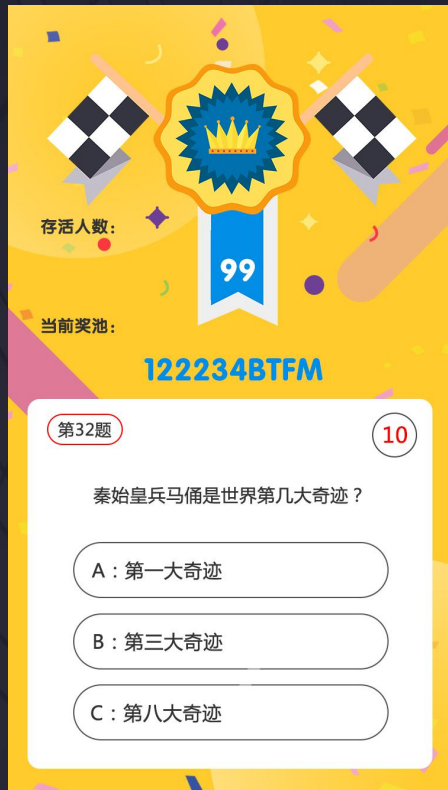 存活人数：
99
当前奖池：
122234BTFM
第32题
10
秦始皇兵马俑是世界第几大奇迹？
A：第一大奇迹
B：第三大奇迹
C：第八大奇迹